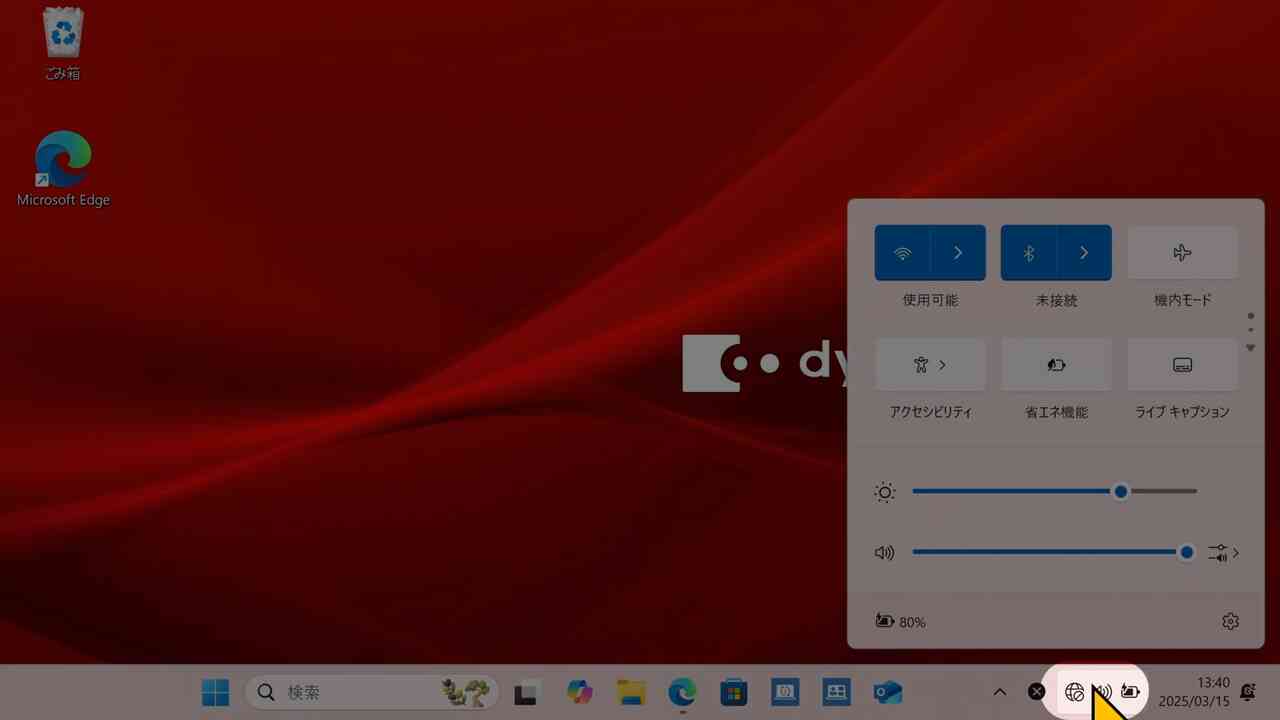 ごみ箱
Microsoft Edge
dy
使用可能
未接続
機内モード
アクセシビリティ
省エネ機能
ライブ キャプション
80%
検索
13:40
2025/03/15